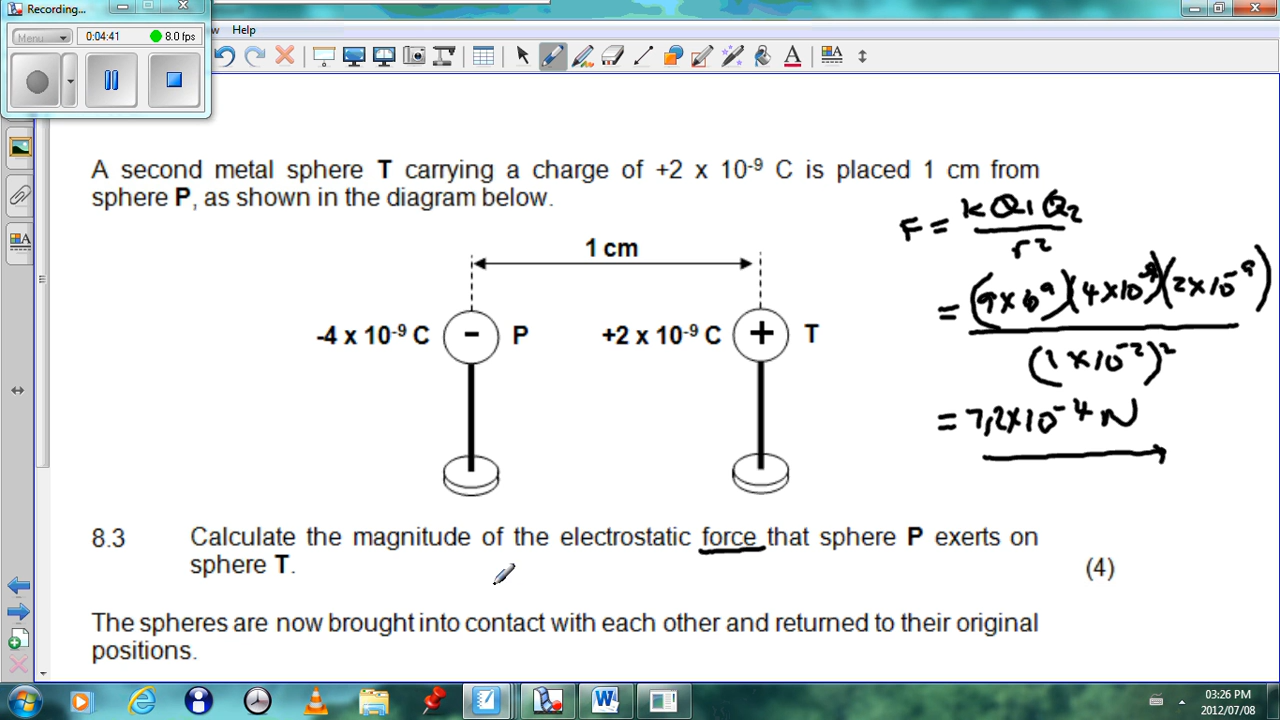 Recording...
Menu
0:04:41
8.0 fps
w Help
A second metal sphere T carrying a charge of +2 x 10-9 C is placed 1 cm from
sphere P, as shown in the diagram below.
1 cm
-4 x 10-9 C
-
P
+2 x 10-9 C
+
T
F = kQ1Q2
r2
= (9x109)(4x10-9)(2x10-9)
(1x10-2)2
= 7,2x10-4 N
8.3 Calculate the magnitude of the electrostatic force that sphere P exerts on
sphere T. (4)
The spheres are now brought into contact with each other and returned to their original
positions.
03:26 PM
2012/07/08